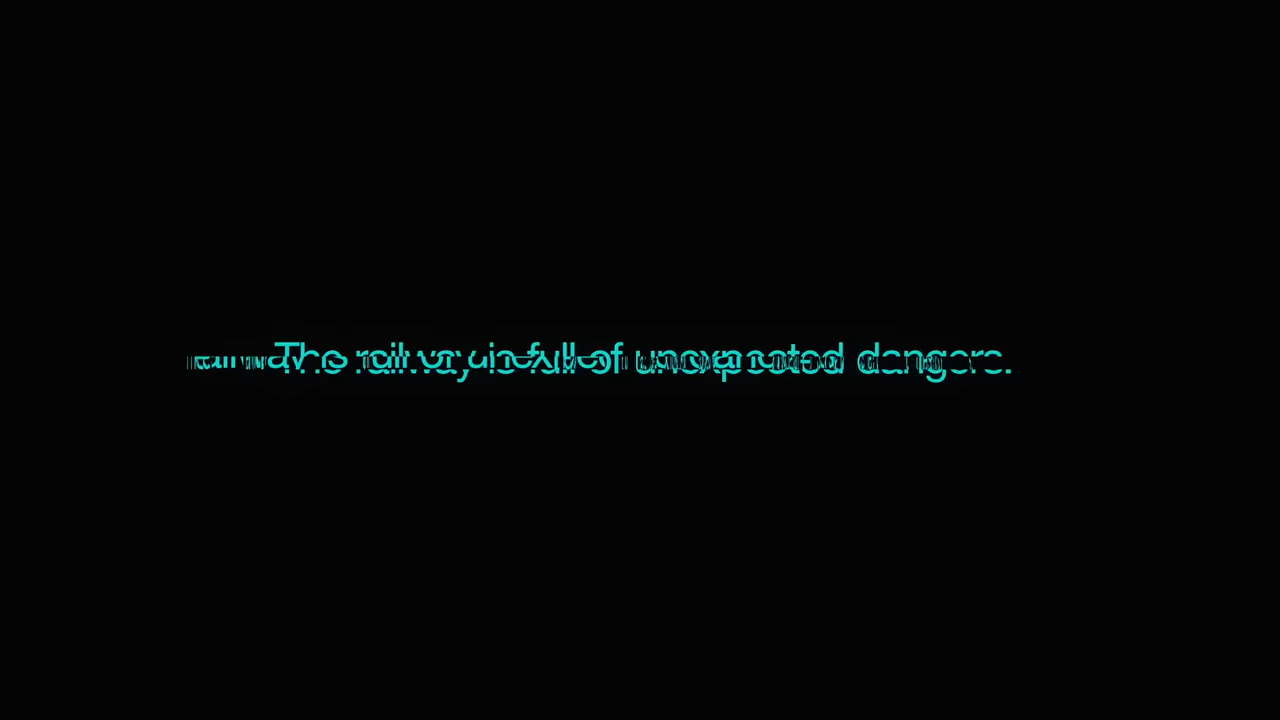 The railway is full of unexpected dangers.